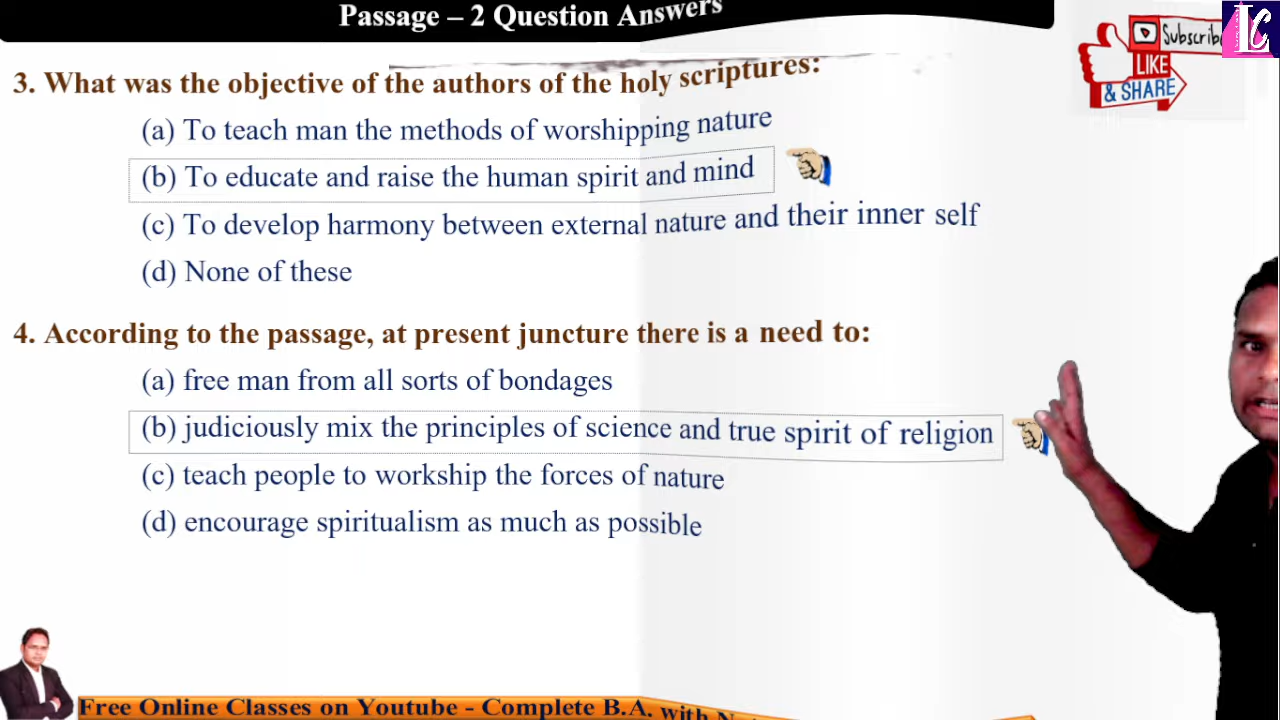 Passage – 2 Question Answers
Subscribe
LIKE
& SHARE
LC
3. What was the objective of the authors of the holy scriptures:
(a) To teach man the methods of worshipping nature
(b) To educate and raise the human spirit and mind
(c) To develop harmony between external nature and their inner self
(d) None of these
4. According to the passage, at present juncture there is a need to:
(a) free man from all sorts of bondages
(b) judiciously mix the principles of science and true spirit of religion
(c) teach people to workship the forces of nature
(d) encourage spiritualism as much as possible
Free Online Classes on Youtube - Complete B.A. with